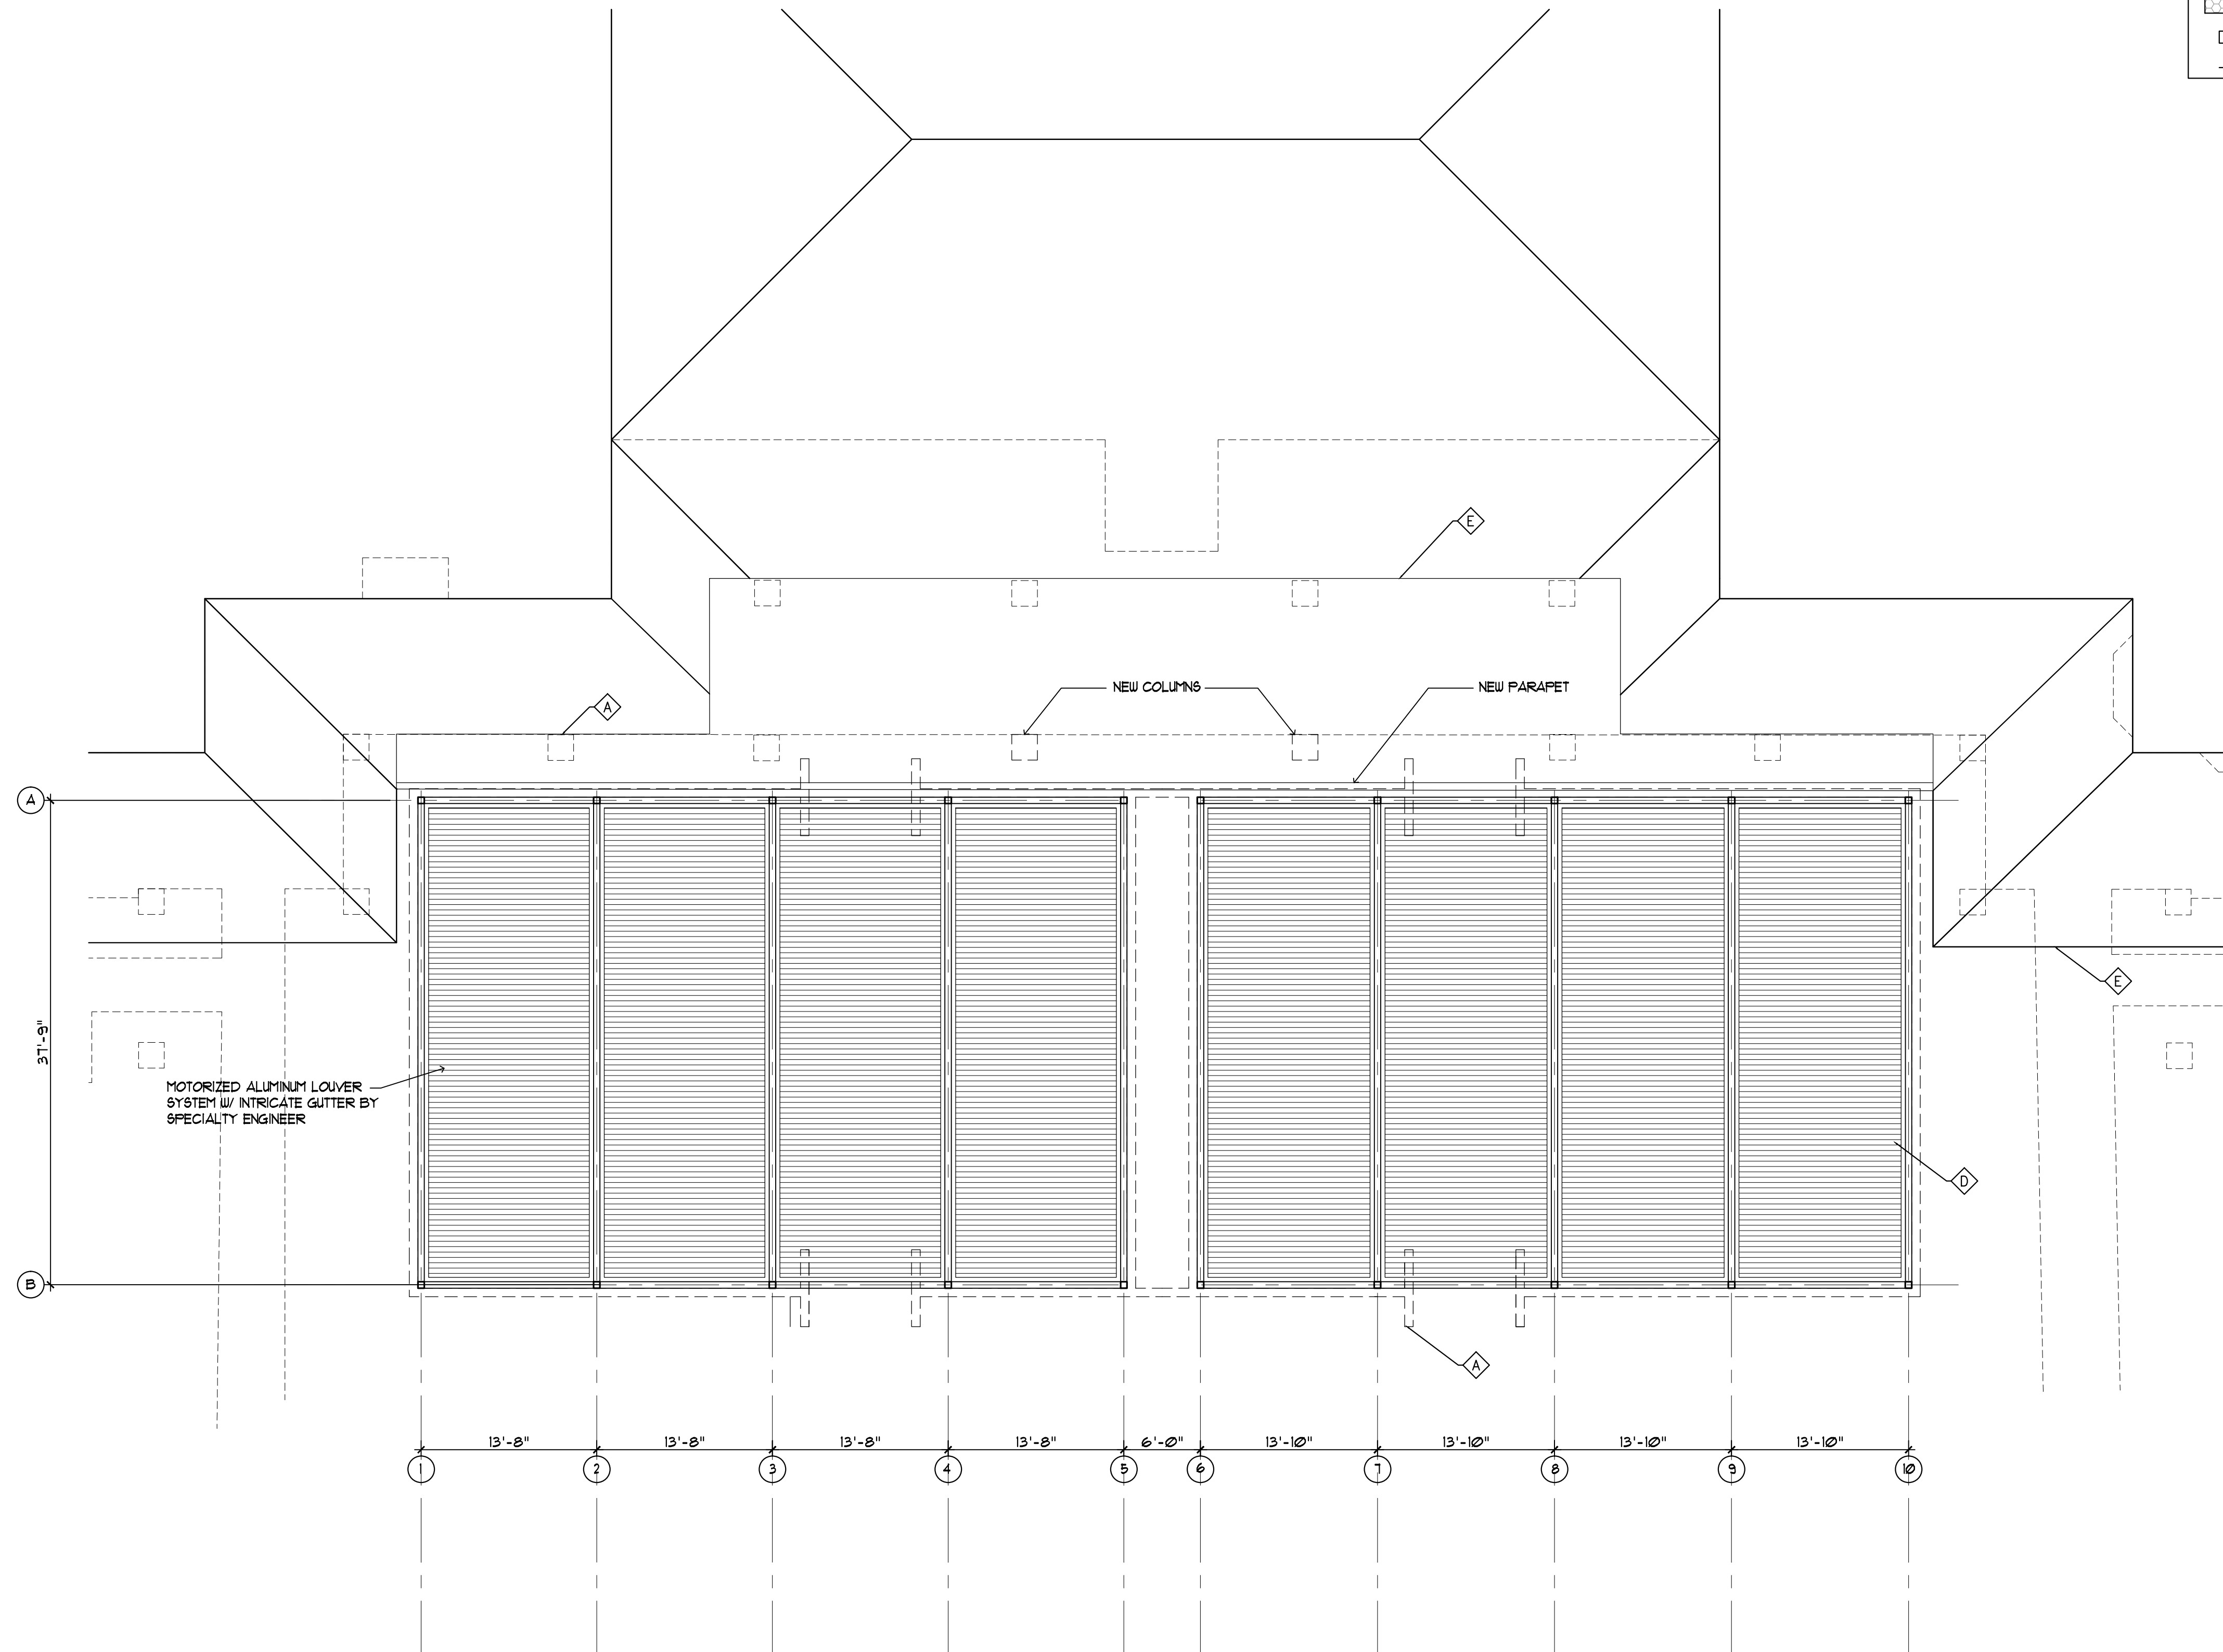 E
NEW COLUMNS
NEW PARAPET
A
A
E
37'-9"
MOTORIZED ALUMINUM LOUVER
SYSTEM W/ INTRICATE GUTTER BY
SPECIALTY ENGINEER
D
B
A
13'-8"
13'-8"
13'-8"
13'-8"
6'-0"
13'-10"
13'-10"
13'-10"
13'-10"
1
2
3
4
5
6
7
8
9
10